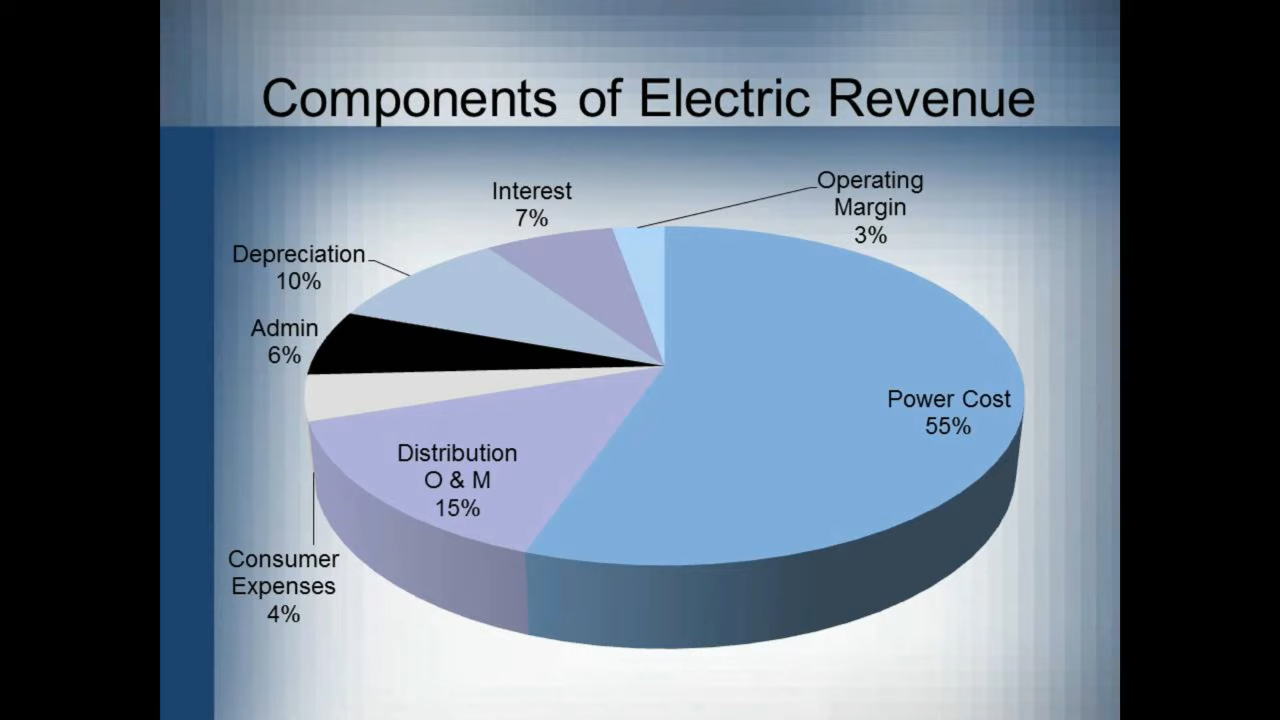 Components of Electric Revenue
Operating
Margin
3%
Interest
7%
Depreciation
10%
Admin
6%
Power Cost
55%
Distribution
O & M
15%
Consumer
Expenses
4%